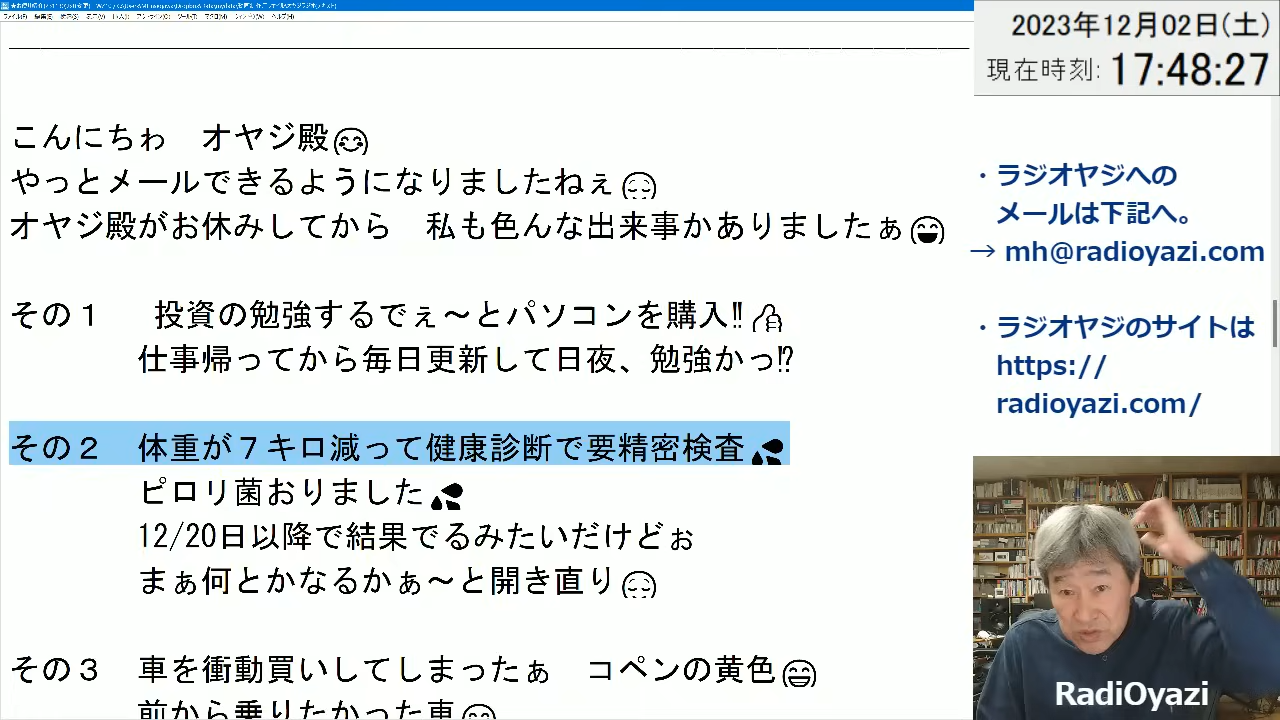 2023年12月02日(土)
現在時刻: 17:48:27
こんにちゎ　オヤジ殿😊
やっとメールできるようになりましたねぇ😌
オヤジ殿がお休みしてから　私も色んな出来事かありましたぁ😄
その１　投資の勉強するでぇ～とパソコンを購入‼👍
仕事帰ってから毎日更新して日夜、勉強かっ⁉
その２　体重が７キロ減って健康診断で要精密検査💦
ピロリ菌おりました💦
12/20日以降で結果でるみたいだけどぉ
まぁ何とかなるかぁ～と開き直り😌
その３　車を衝動買いしてしまったぁ　コペンの黄色😄
前から乗りたかった車
・ラジオヤジへの
メールは下記へ。
→ mh@radioyazi.com
・ラジオヤジのサイトは
https://
radioyazi.com/
RadiOyazi